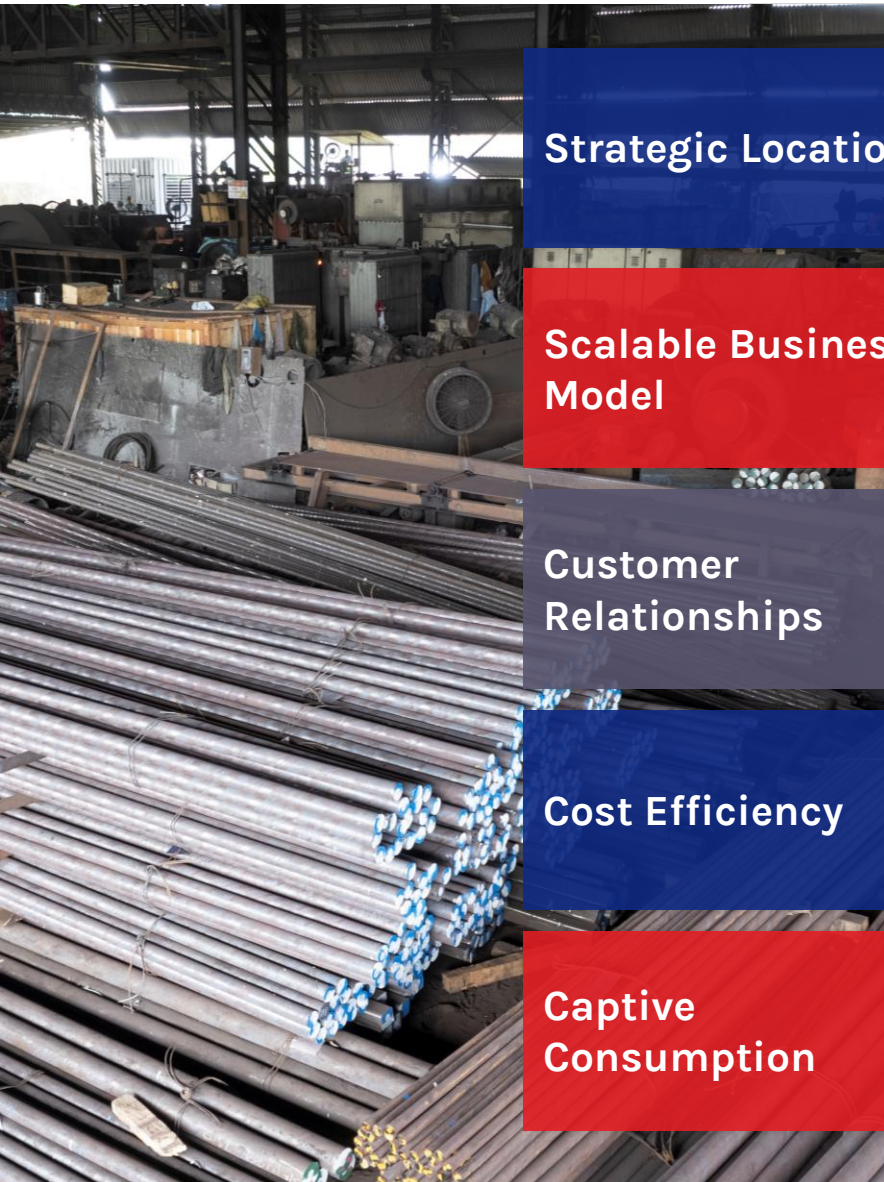 Strategic Locatio
Scalable Busines
Model
Customer
Relationships
Cost Efficiency
Captive
Consumption